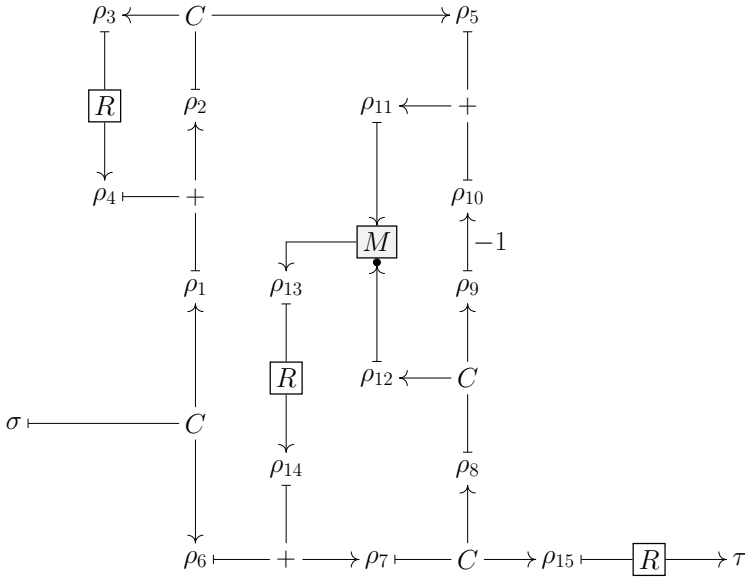 ρ₃ C ρ₅
R ρ₂ ρ₁₁ +
ρ₄ + ρ₁₀
M −1
ρ₁ ρ₁₃ ρ₉
R ρ₁₂ C
σ C
ρ₁₄ ρ₈
ρ₆ + ρ₇ C ρ₁₅ R τ